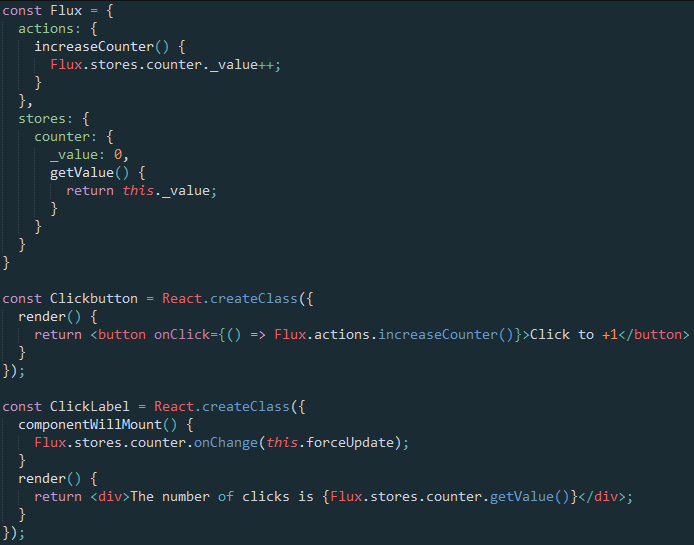 const Flux = {
  actions: {
    increaseCounter() {
      Flux.stores.counter._value++;
    }
  },
  stores: {
    counter: {
      _value: 0,
      getValue() {
        return this._value;
      }
    }
  }
}

const Clickbutton = React.createClass({
  render() {
    return <button onClick={() => Flux.actions.increaseCounter()}>Click to +1</button>
  }
});

const ClickLabel = React.createClass({
  componentWillMount() {
    Flux.stores.counter.onChange(this.forceUpdate);
  }
  render() {
    return <div>The number of clicks is {Flux.stores.counter.getValue()}</div>;
  }
});